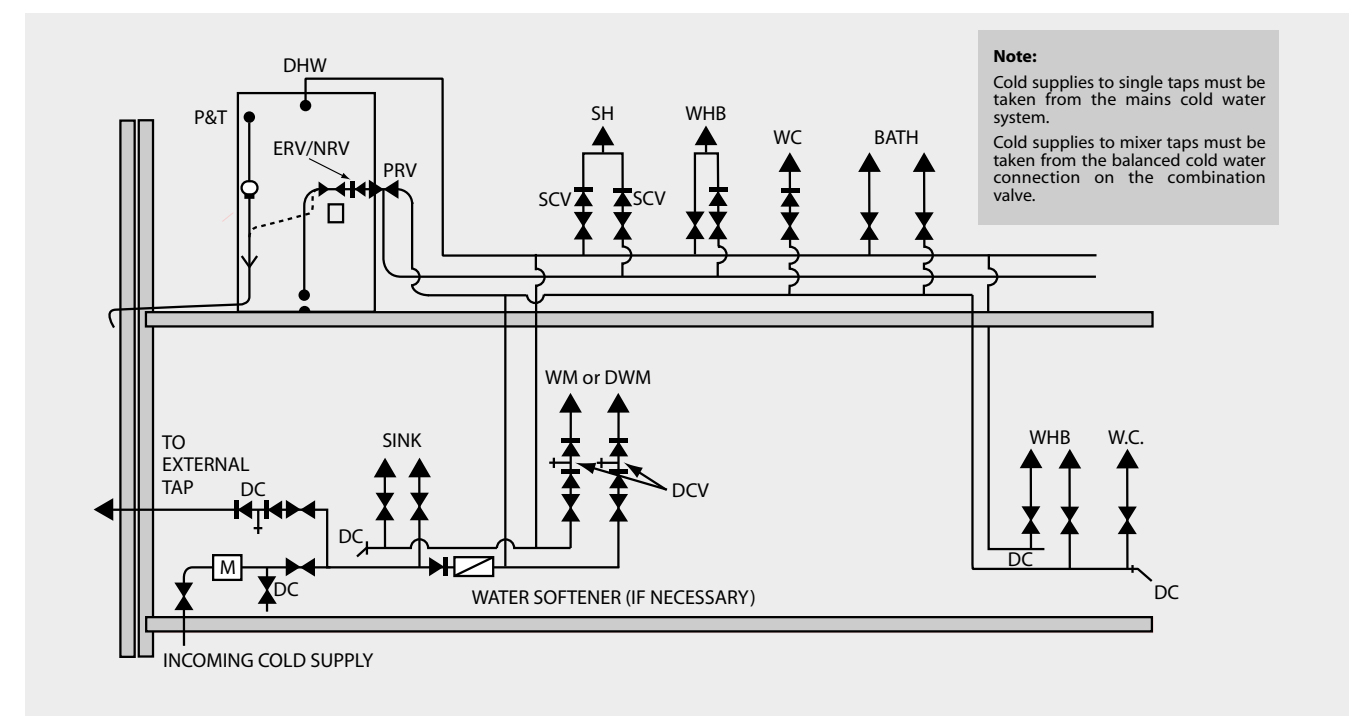 Note:
Cold supplies to single taps must be
taken from the mains cold water
system.
Cold supplies to mixer taps must be
taken from the balanced cold water
connection on the combination
valve.
DHW
P&T
ERV/NRV
PRV
SH
WHB
WC
BATH
SCV
SCV
WM or DWM
SINK
TO
EXTERNAL
TAP
DC
DCV
DC
M
DC
WATER SOFTENER (IF NECESSARY)
WHB
W.C.
DC
DC
INCOMING COLD SUPPLY